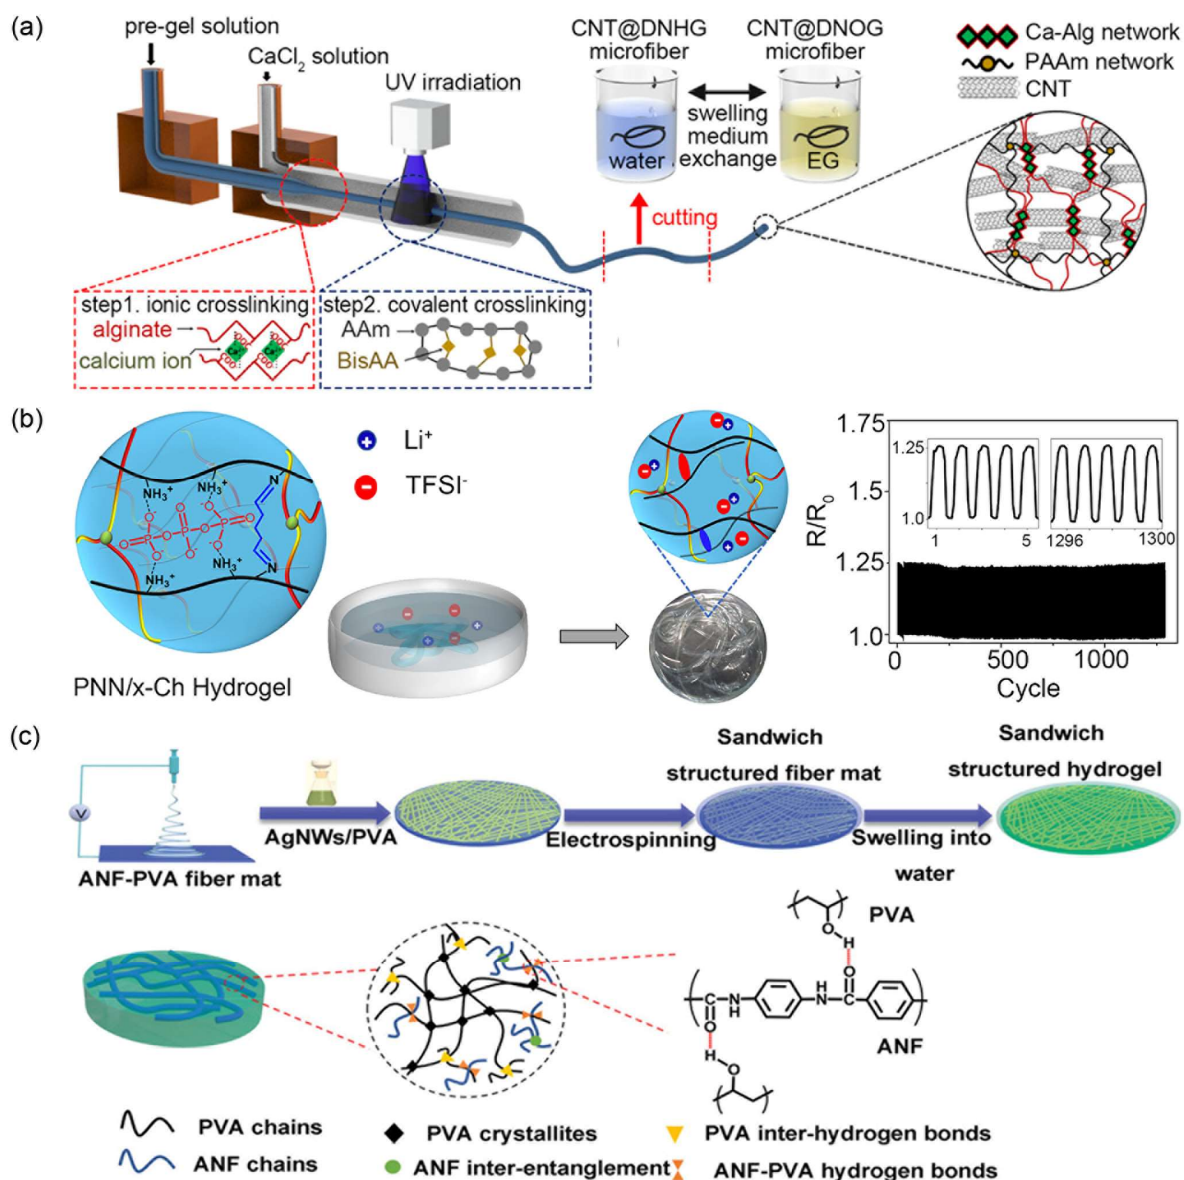 (a)
pre-gel solution
CaCl2 solution
UV irradiation
CNT@DNHG
microfiber
CNT@DNOG
microfiber
swelling
medium
exchange
water
EG
cutting
Ca-Alg network
PAAm network
CNT
step1. ionic crosslinking
alginate
calcium ion
step2. covalent crosslinking
AAm
BisAA
(b)
NH3+
NH3+
NH3+
NH3+
N
N
PNN/x-Ch Hydrogel
Li+
TFSI-
R/R0
1.75
1.5
1.25
1.0
1.25
1.0
1
5
1296
1300
0
500
1000
Cycle
(c)
V
ANF-PVA fiber mat
AgNWs/PVA
Electrospinning
Sandwich
structured fiber mat
Swelling into
water
Sandwich
structured hydrogel
PVA
ANF
PVA chains
ANF chains
PVA crystallites
ANF inter-entanglement
PVA inter-hydrogen bonds
ANF-PVA hydrogen bonds